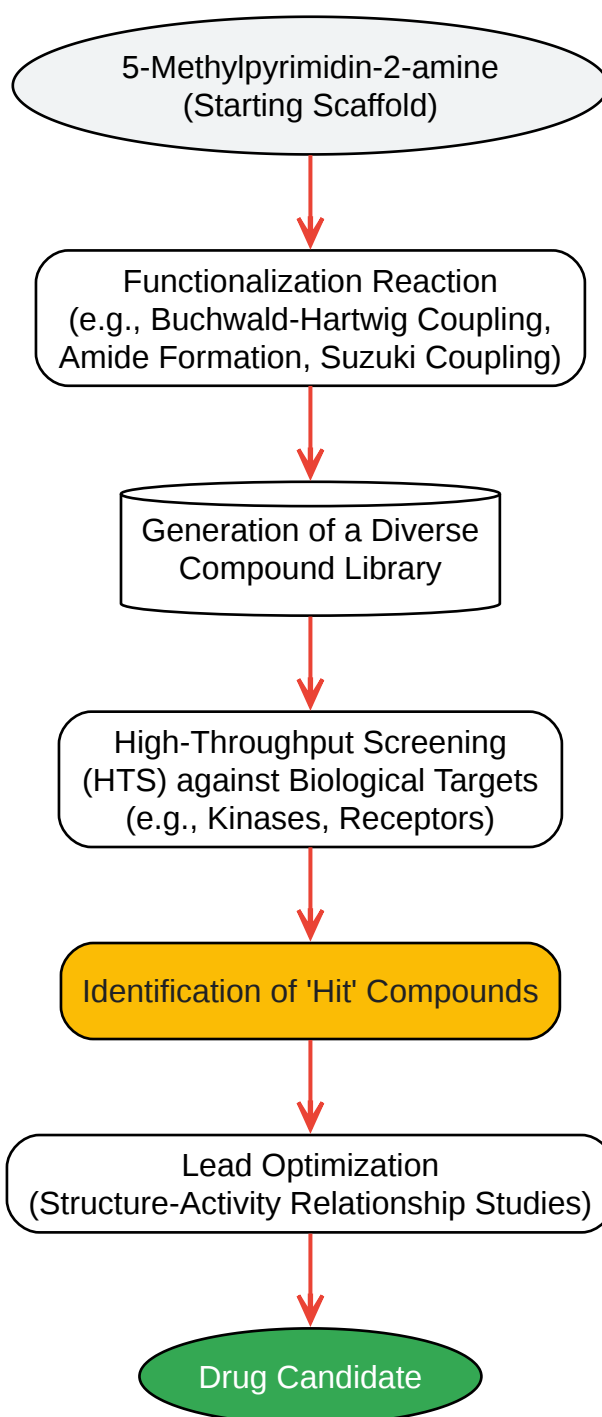 5-Methylpyrimidin-2-amine
(Starting Scaffold)
Functionalization Reaction
(e.g., Buchwald-Hartwig Coupling,
Amide Formation, Suzuki Coupling)
Generation of a Diverse
Compound Library
High-Throughput Screening
(HTS) against Biological Targets
(e.g., Kinases, Receptors)
Identification of 'Hit' Compounds
Lead Optimization
(Structure-Activity Relationship Studies)
Drug Candidate